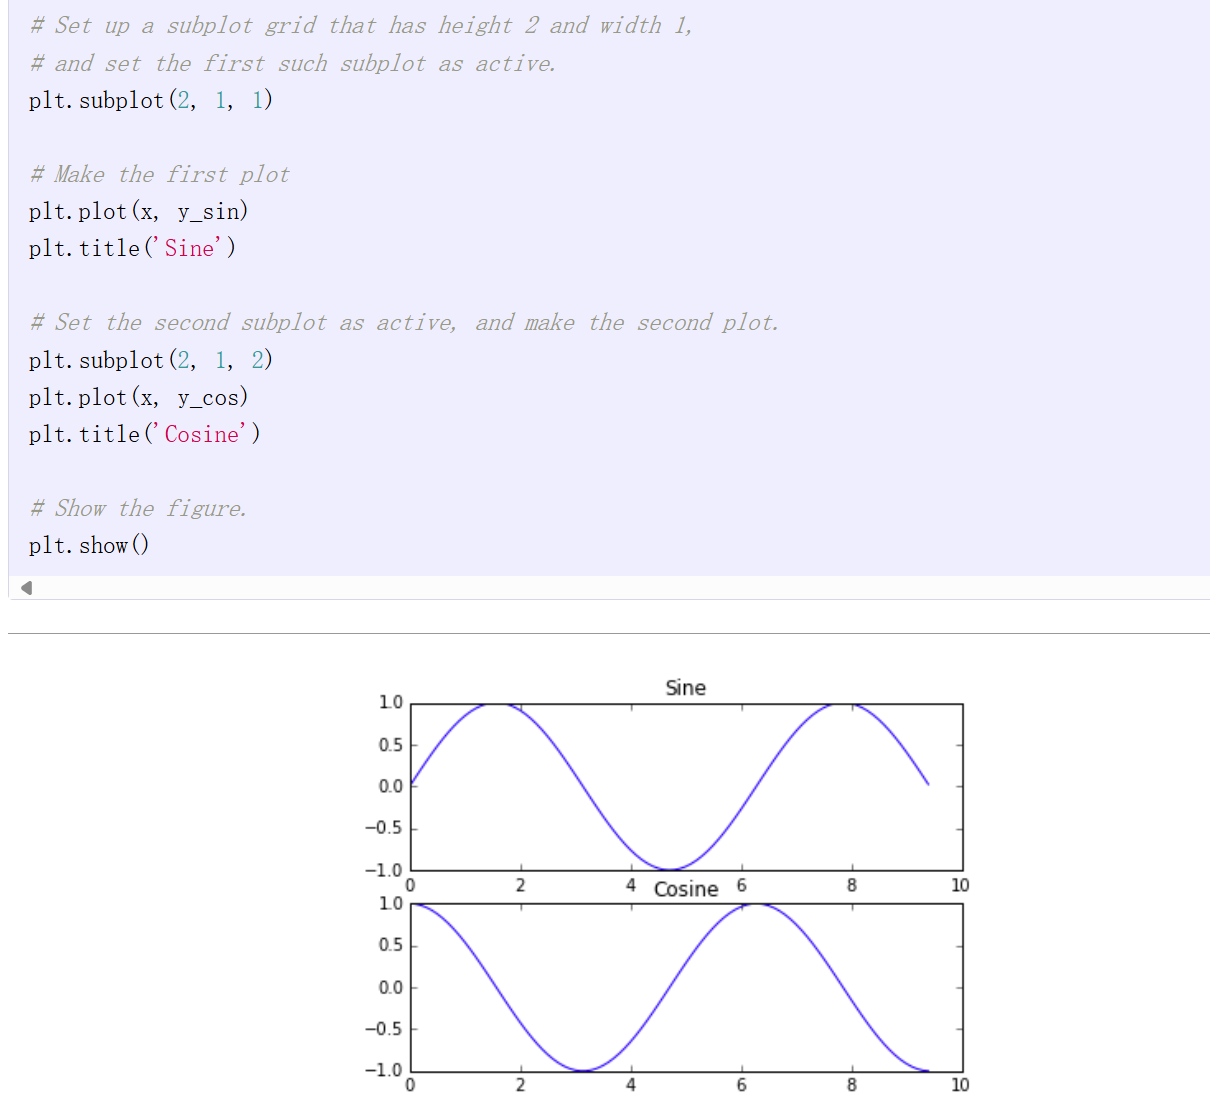 # Set up a subplot grid that has height 2 and width 1,
# and set the first such subplot as active.
plt.subplot(2, 1, 1)
# Make the first plot
plt.plot(x, y_sin)
plt.title('Sine')
# Set the second subplot as active, and make the second plot.
plt.subplot(2, 1, 2)
plt.plot(x, y_cos)
plt.title('Cosine')
# Show the figure.
plt.show()
Sine
1.0
0.5
0.0
−0.5
−1.0
0 2 4 6 8 10
Cosine
1.0
0.5
0.0
−0.5
−1.0
0 2 4 6 8 10